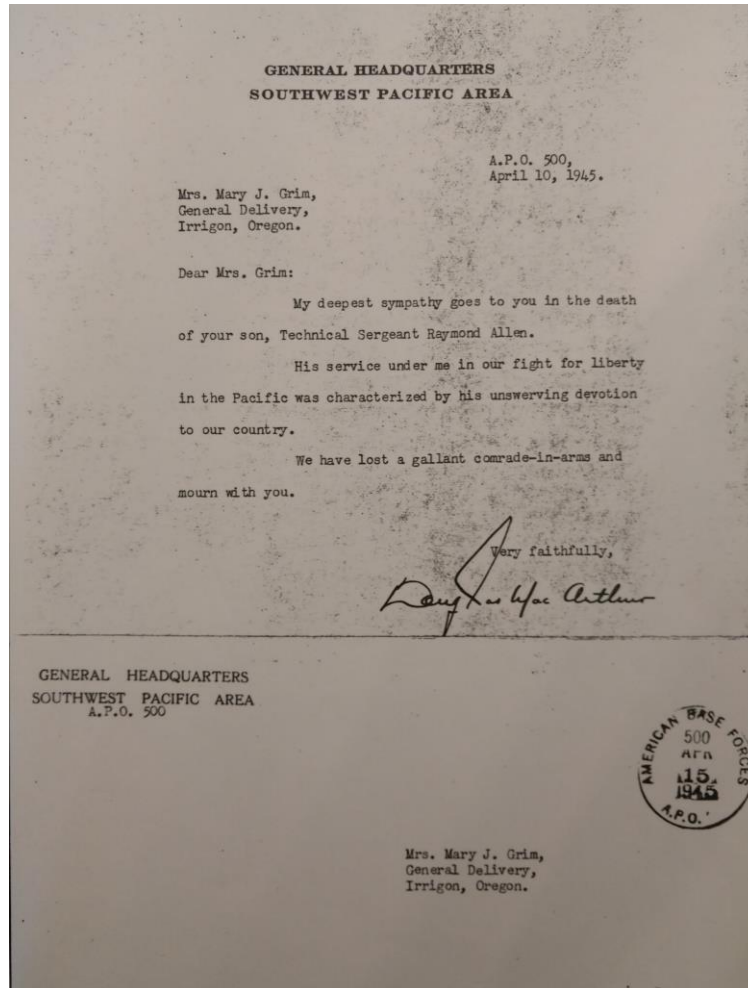 GENERAL HEADQUARTERS
SOUTHWEST PACIFIC AREA
A.P.O. 500,
April 10, 1945.
Mrs. Mary J. Grim,
General Delivery,
Irrigon, Oregon.
Dear Mrs. Grim:
My deepest sympathy goes to you in the death
of your son, Technical Sergeant Raymond Allen.
His service under me in our fight for liberty
in the Pacific was characterized by his unswerving devotion
to our country.
We have lost a gallant comrade-in-arms and
mourn with you.
Very faithfully,
Douglas MacArthur
GENERAL HEADQUARTERS
SOUTHWEST PACIFIC AREA
A.P.O. 500
AMERICAN BASE FORCES
500
APR
15
1945
A.P.O.
Mrs. Mary J. Grim,
General Delivery,
Irrigon, Oregon.